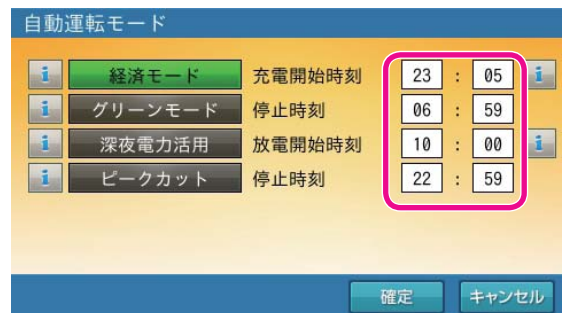 自動運転モード
i 経済モード 充電開始時刻 23 : 05 i
i グリーンモード 停止時刻 06 : 59
i 深夜電力活用 放電開始時刻 10 : 00 i
i ピークカット 停止時刻 22 : 59
確定 キャンセル